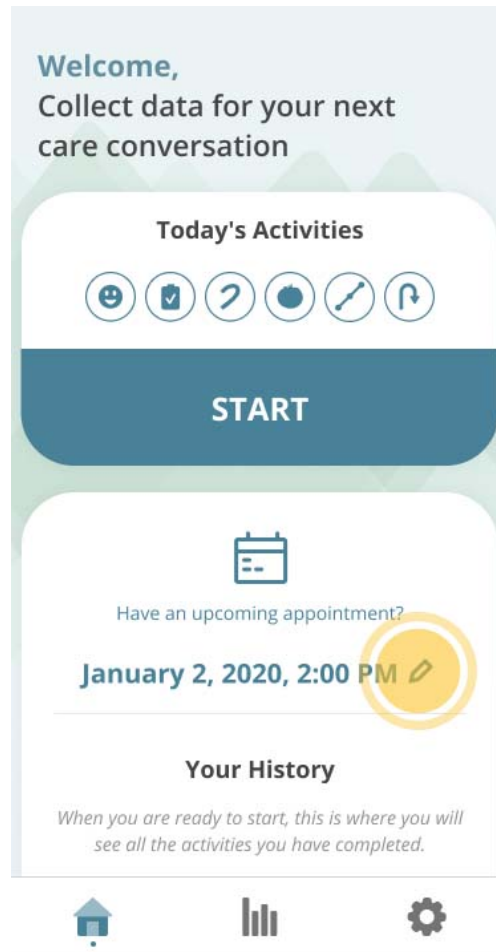 Welcome,
Collect data for your next
care conversation
Today's Activities
START
Have an upcoming appointment?
January 2, 2020, 2:00 PM
Your History
When you are ready to start, this is where you will
see all the activities you have completed.